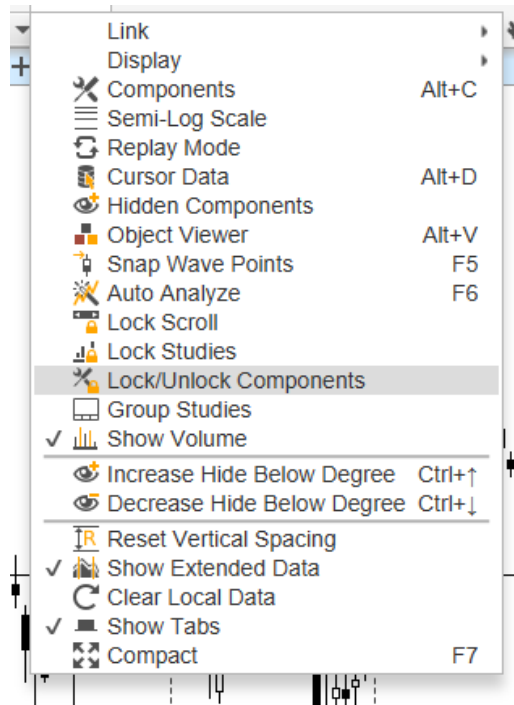 Link
Display
Components Alt+C
Semi-Log Scale
Replay Mode
Cursor Data Alt+D
Hidden Components
Object Viewer Alt+V
Snap Wave Points F5
Auto Analyze F6
Lock Scroll
Lock Studies
Lock/Unlock Components
Group Studies
Show Volume
Increase Hide Below Degree Ctrl+↑
Decrease Hide Below Degree Ctrl+↓
R Reset Vertical Spacing
Show Extended Data
Clear Local Data
Show Tabs
Compact F7